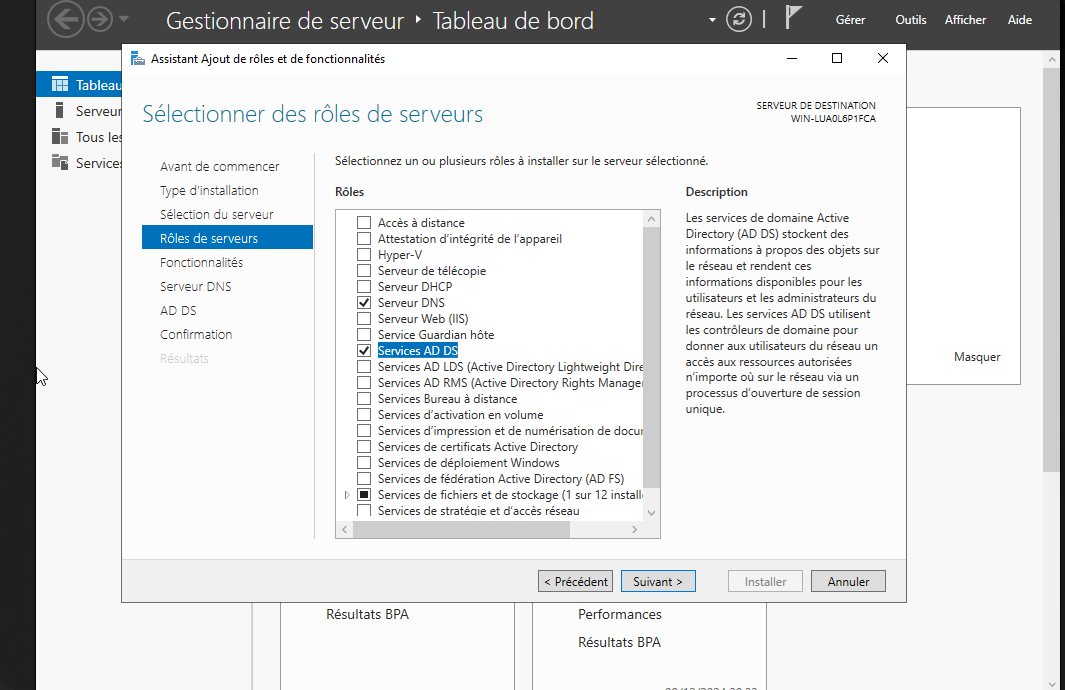 Gestionnaire de serveur ‣ Tableau de bord
Gérer Outils Afficher Aide
Assistant Ajout de rôles et de fonctionnalités
Tableau
Serveur
Tous les
Services
Sélectionner des rôles de serveurs
SERVEUR DE DESTINATION
WIN-LUA0L6P1FCA
Avant de commencer
Type d'installation
Sélection du serveur
Rôles de serveurs
Fonctionnalités
Serveur DNS
AD DS
Confirmation
Résultats
Sélectionnez un ou plusieurs rôles à installer sur le serveur sélectionné.
Rôles
Accès à distance
Attestation d'intégrité de l'appareil
Hyper-V
Serveur de télécopie
Serveur DHCP
Serveur DNS
Serveur Web (IIS)
Service Guardian hôte
Services AD DS
Services AD LDS (Active Directory Lightweight Dire
Services AD RMS (Active Directory Rights Manager
Services Bureau à distance
Services d'activation en volume
Services d'impression et de numérisation de docu
Services de certificats Active Directory
Services de déploiement Windows
Services de fédération Active Directory (AD FS)
Services de fichiers et de stockage (1 sur 12 install
Services de stratégie et d'accès réseau
Description
Les services de domaine Active
Directory (AD DS) stockent des
informations à propos des objets sur
le réseau et rendent ces
informations disponibles pour les
utilisateurs et les administrateurs du
réseau. Les services AD DS utilisent
les contrôleurs de domaine pour
donner aux utilisateurs du réseau un
accès aux ressources autorisées
n'importe où sur le réseau via un
processus d'ouverture de session
unique.
Masquer
< Précédent Suivant > Installer Annuler
Résultats BPA
Performances
Résultats BPA